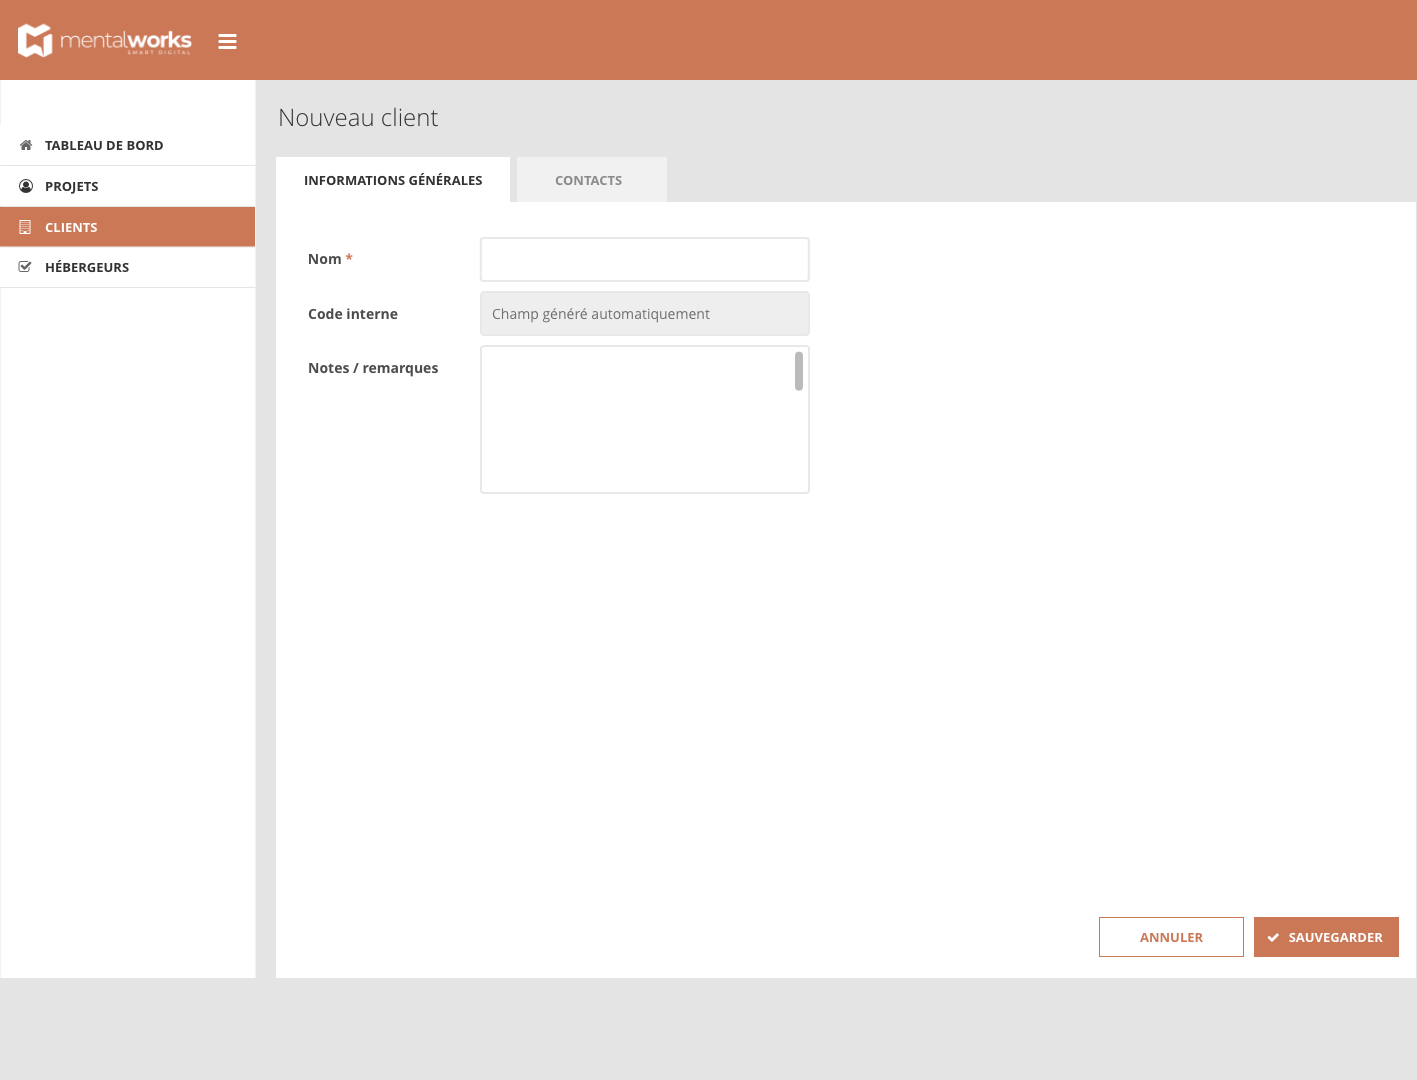 mentalworks
SMART DIGITAL
Nouveau client
TABLEAU DE BORD
PROJETS
CLIENTS
HÉBERGEURS
INFORMATIONS GÉNÉRALES
CONTACTS
Nom *
Code interne
Champ généré automatiquement
Notes / remarques
ANNULER
SAUVEGARDER